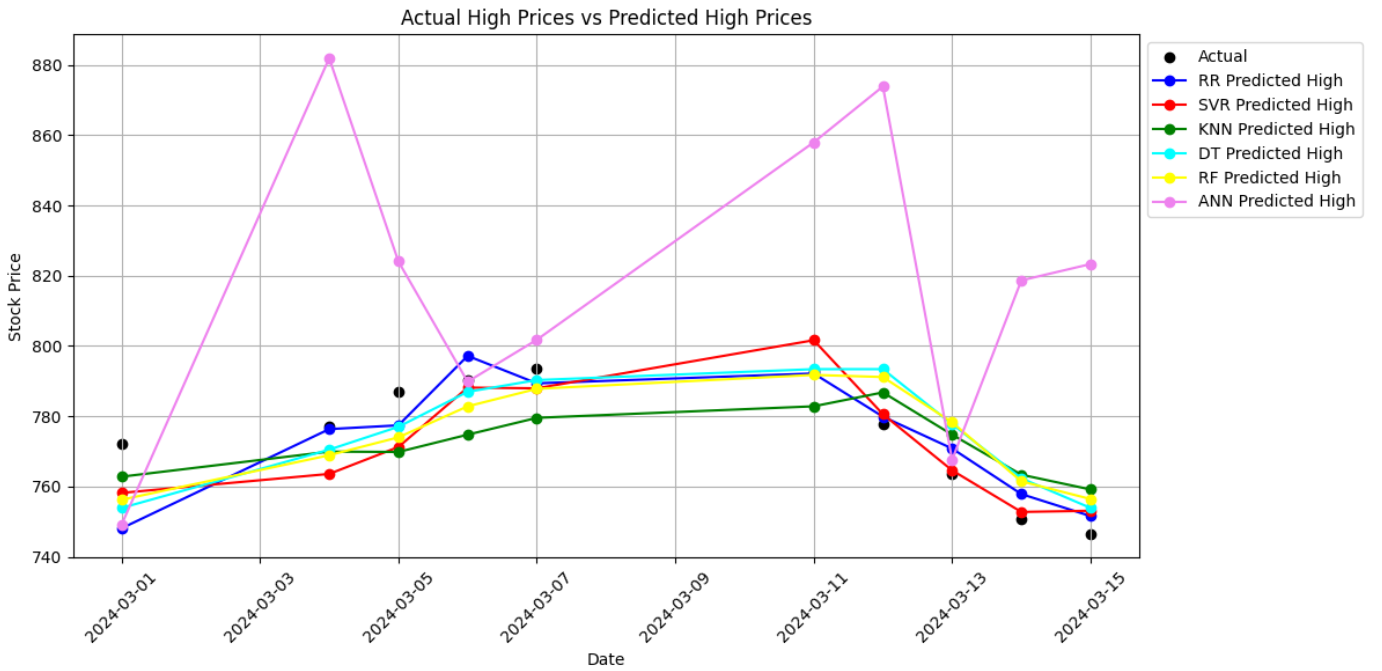 Actual High Prices vs Predicted High Prices
880
860
840
820
800
780
760
740
Stock Price
2024-03-01
2024-03-03
2024-03-05
2024-03-07
2024-03-09
2024-03-11
2024-03-13
2024-03-15
Date
Actual
RR Predicted High
SVR Predicted High
KNN Predicted High
DT Predicted High
RF Predicted High
ANN Predicted High